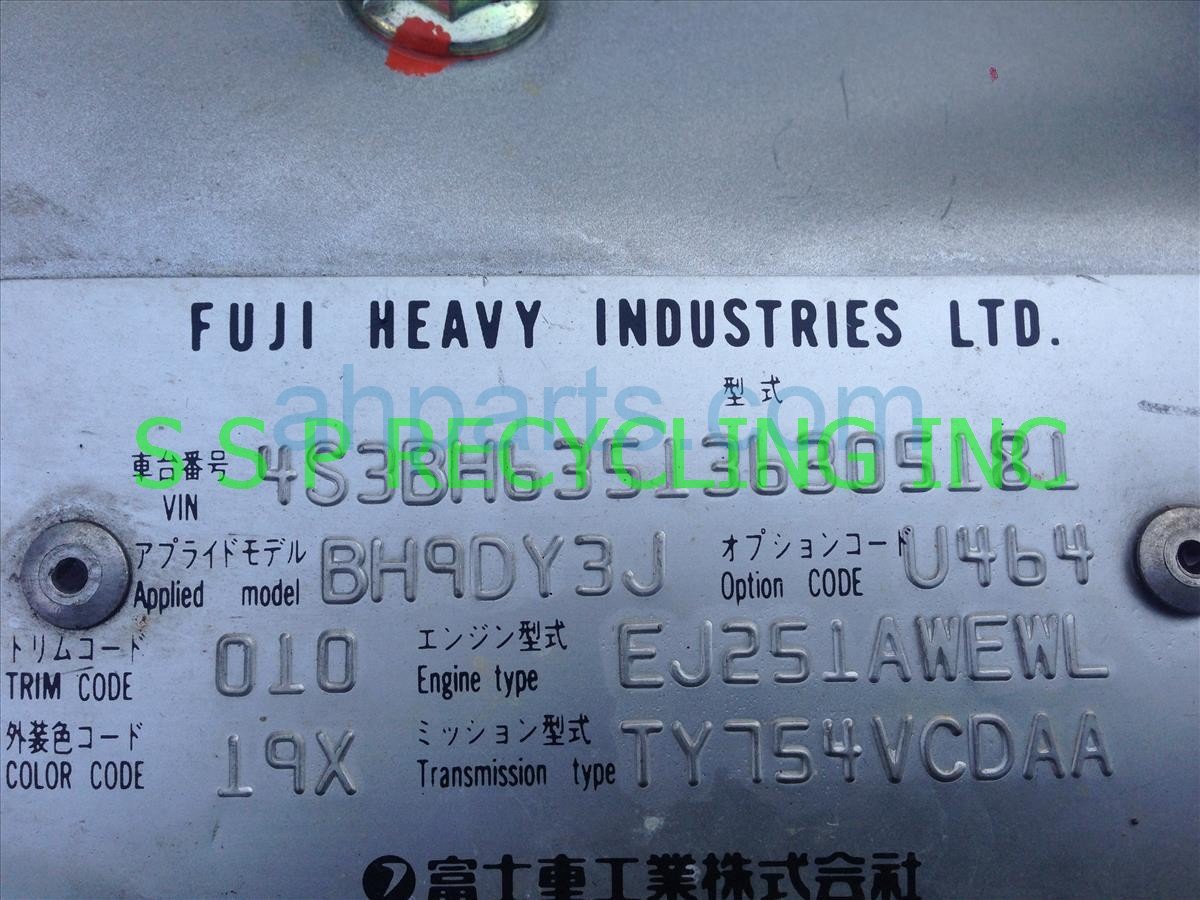 FUJI HEAVY INDUSTRIES LTD.
型式
ahparts.com
S S P RECYCLING INC
車台番号 VIN 4S3BH635136305181
アプライドモデル Applied model BH9DY3J オプションコード Option CODE U464
トリムコード TRIM CODE 010 エンジン型式 Engine type EJ251AWEWL
外装色コード COLOR CODE 19X ミッション型式 Transmission type TY754VCDAA
富士重工業株式会社